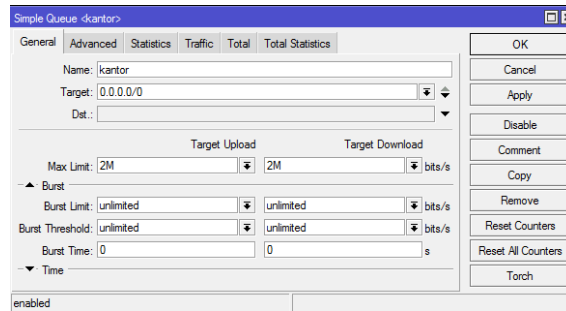 Simple Queue <kantor>
General Advanced Statistics Traffic Total Total Statistics
Name: kantor
Target: 0.0.0.0/0
Dst.:
Target Upload Target Download
Max Limit: 2M 2M bits/s
Burst
Burst Limit: unlimited unlimited bits/s
Burst Threshold: unlimited unlimited bits/s
Burst Time: 0 0 s
Time
enabled
OK
Cancel
Apply
Disable
Comment
Copy
Remove
Reset Counters
Reset All Counters
Torch